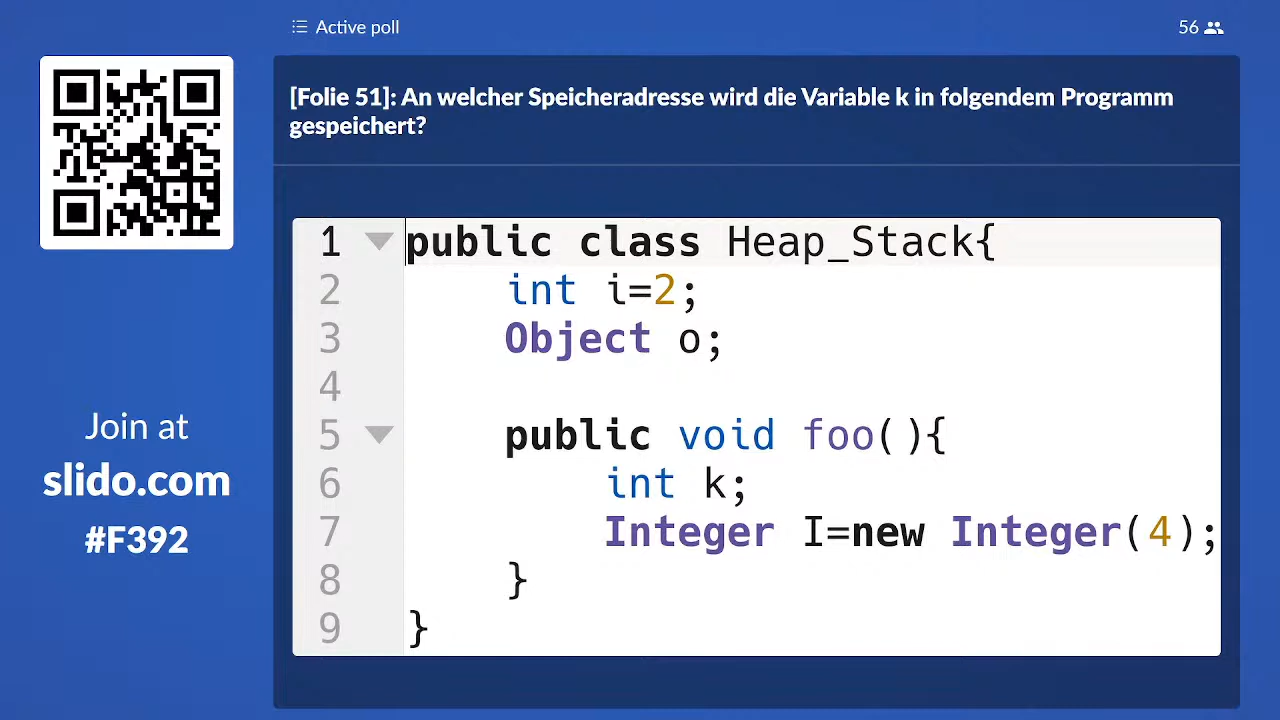 Active poll
56
[Folie 51]: An welcher Speicheradresse wird die Variable k in folgendem Programm
gespeichert?
Join at
slido.com
#F392
1 public class Heap_Stack{
2 int i=2;
3 Object o;
4
5 public void foo(){
6 int k;
7 Integer I=new Integer(4);
8 }
9 }